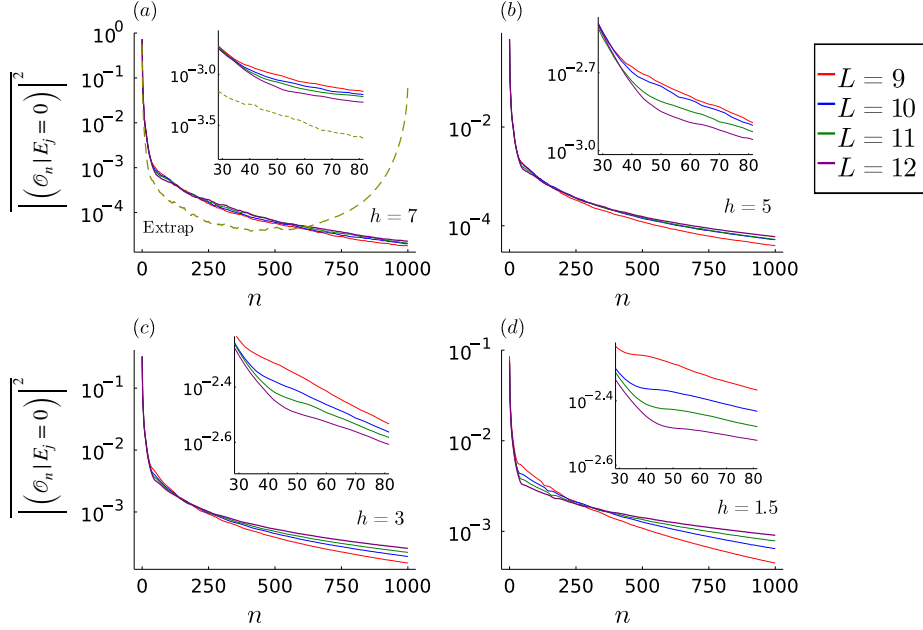 (a)
10^0
10^-1
10^-2
10^-3
10^-4
|(𝒪_n|E_j = 0)|^2
10^-3.0
10^-3.5
30 40 50 60 70 80
Extrap
h = 7
0 250 500 750 1000
n
(b)
10^-2
10^-4
10^-2.7
10^-3.0
30 40 50 60 70 80
h = 5
0 250 500 750 1000
n
L = 9
L = 10
L = 11
L = 12
(c)
10^-1
10^-2
10^-3
|(𝒪_n|E_j = 0)|^2
10^-2.4
10^-2.6
30 40 50 60 70 80
h = 3
0 250 500 750 1000
n
(d)
10^-1
10^-2
10^-3
10^-4
10^-2.4
10^-2.6
30 40 50 60 70 80
h = 1.5
0 250 500 750 1000
n